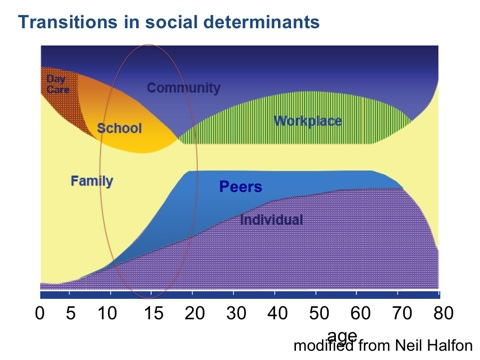 Transitions in social determinants
Day
Care
Community
School
Workplace
Family
Peers
Individual
0 5 10 15 20 30 40 50 60 70 80
age
modified from Neil Halfon